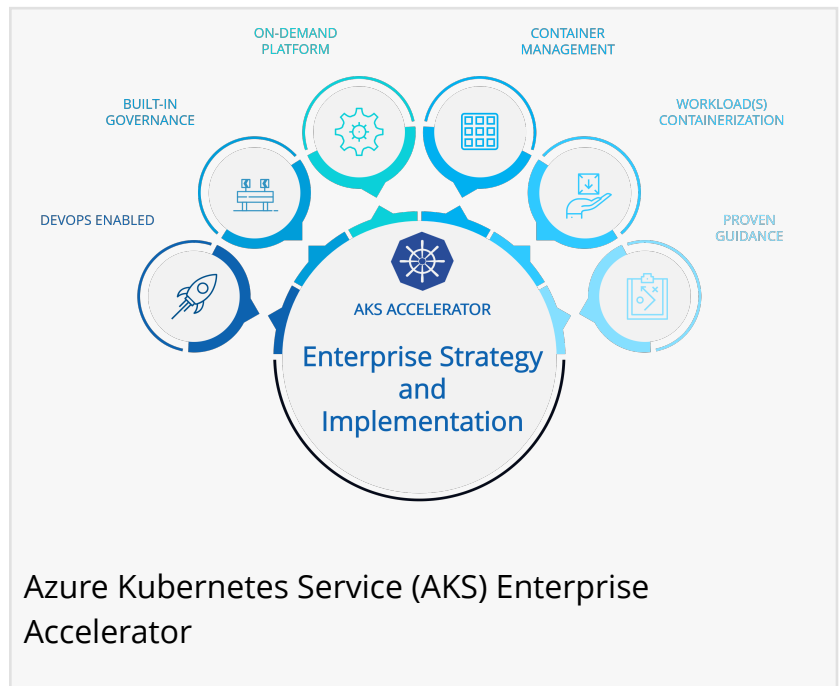 ON-DEMAND
PLATFORM
CONTAINER
MANAGEMENT
BUILT-IN
GOVERNANCE
WORKLOAD(S)
CONTAINERIZATION
DEVOPS ENABLED
PROVEN
GUIDANCE
AKS ACCELERATOR
Enterprise Strategy
and
Implementation
Azure Kubernetes Service (AKS) Enterprise
Accelerator